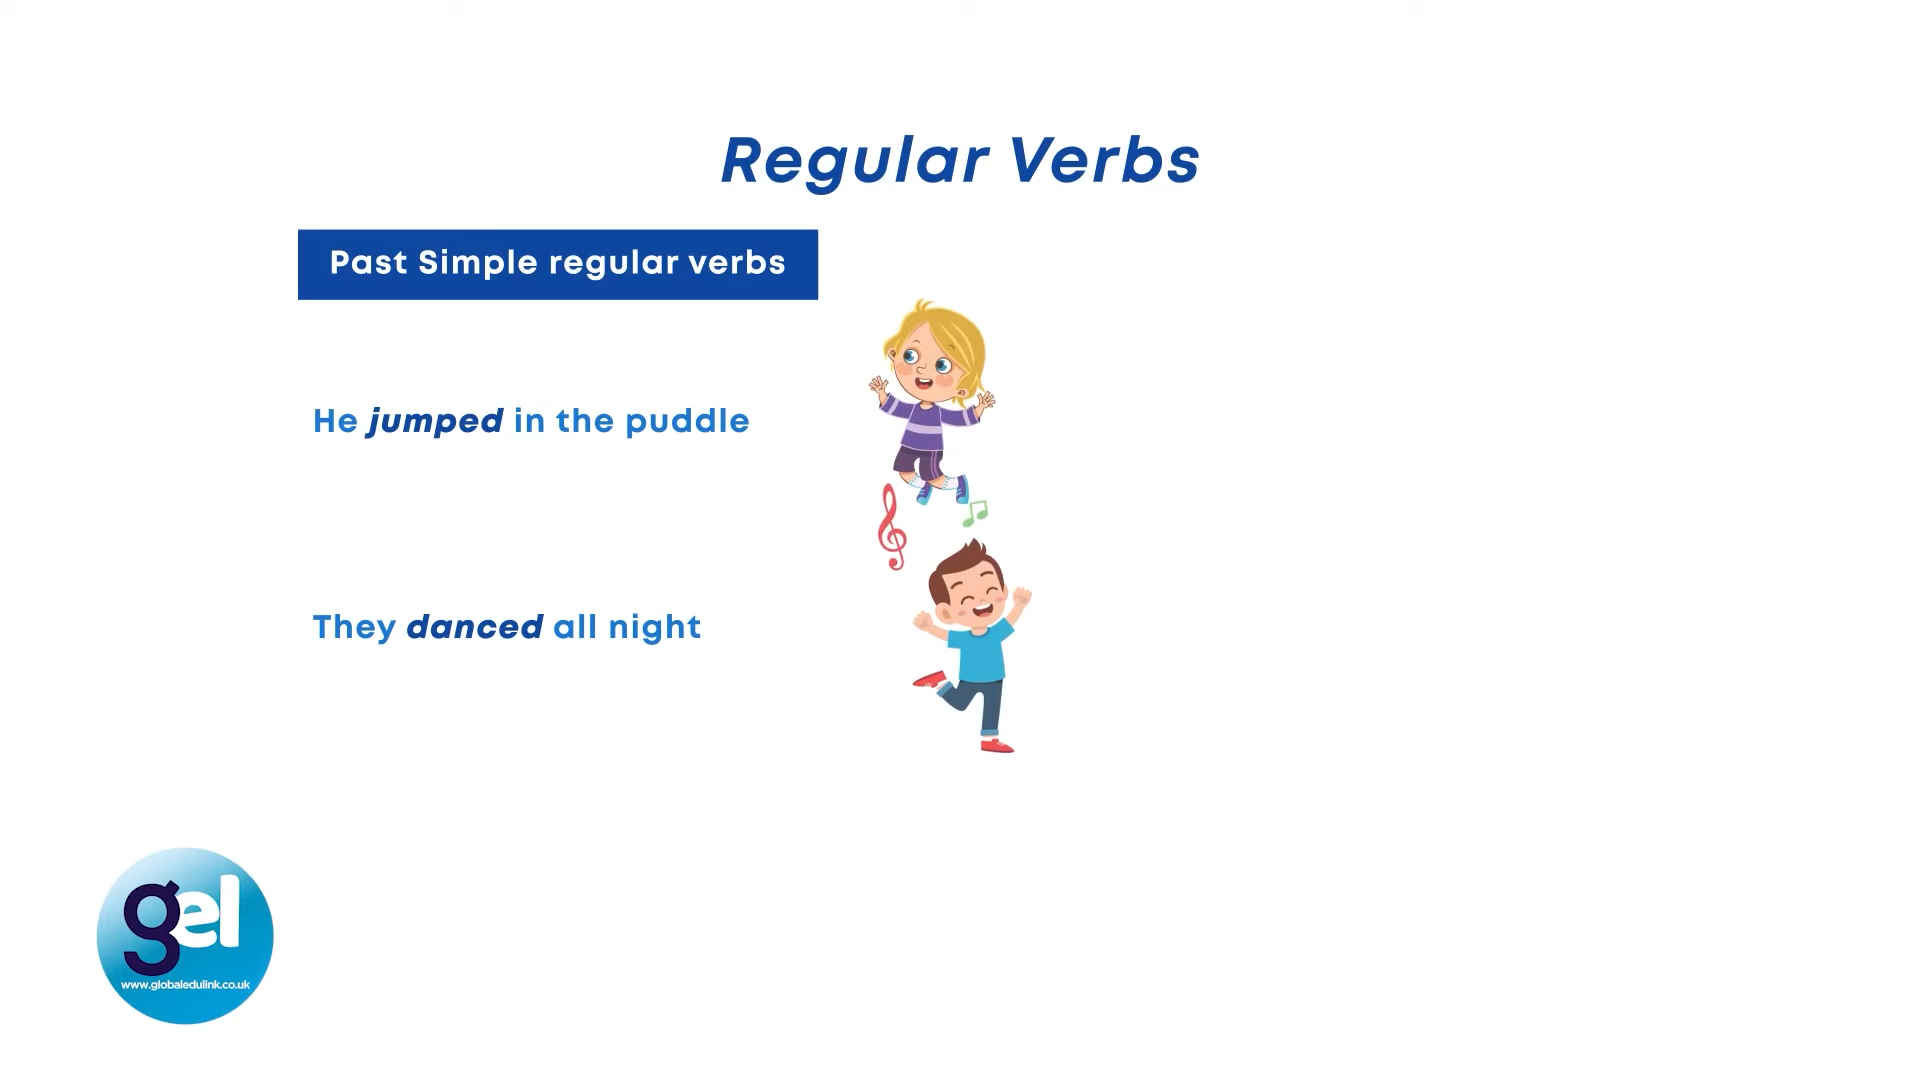 Regular Verbs
Past Simple regular verbs
He jumped in the puddle
They danced all night
gel
www.globaledulink.co.uk